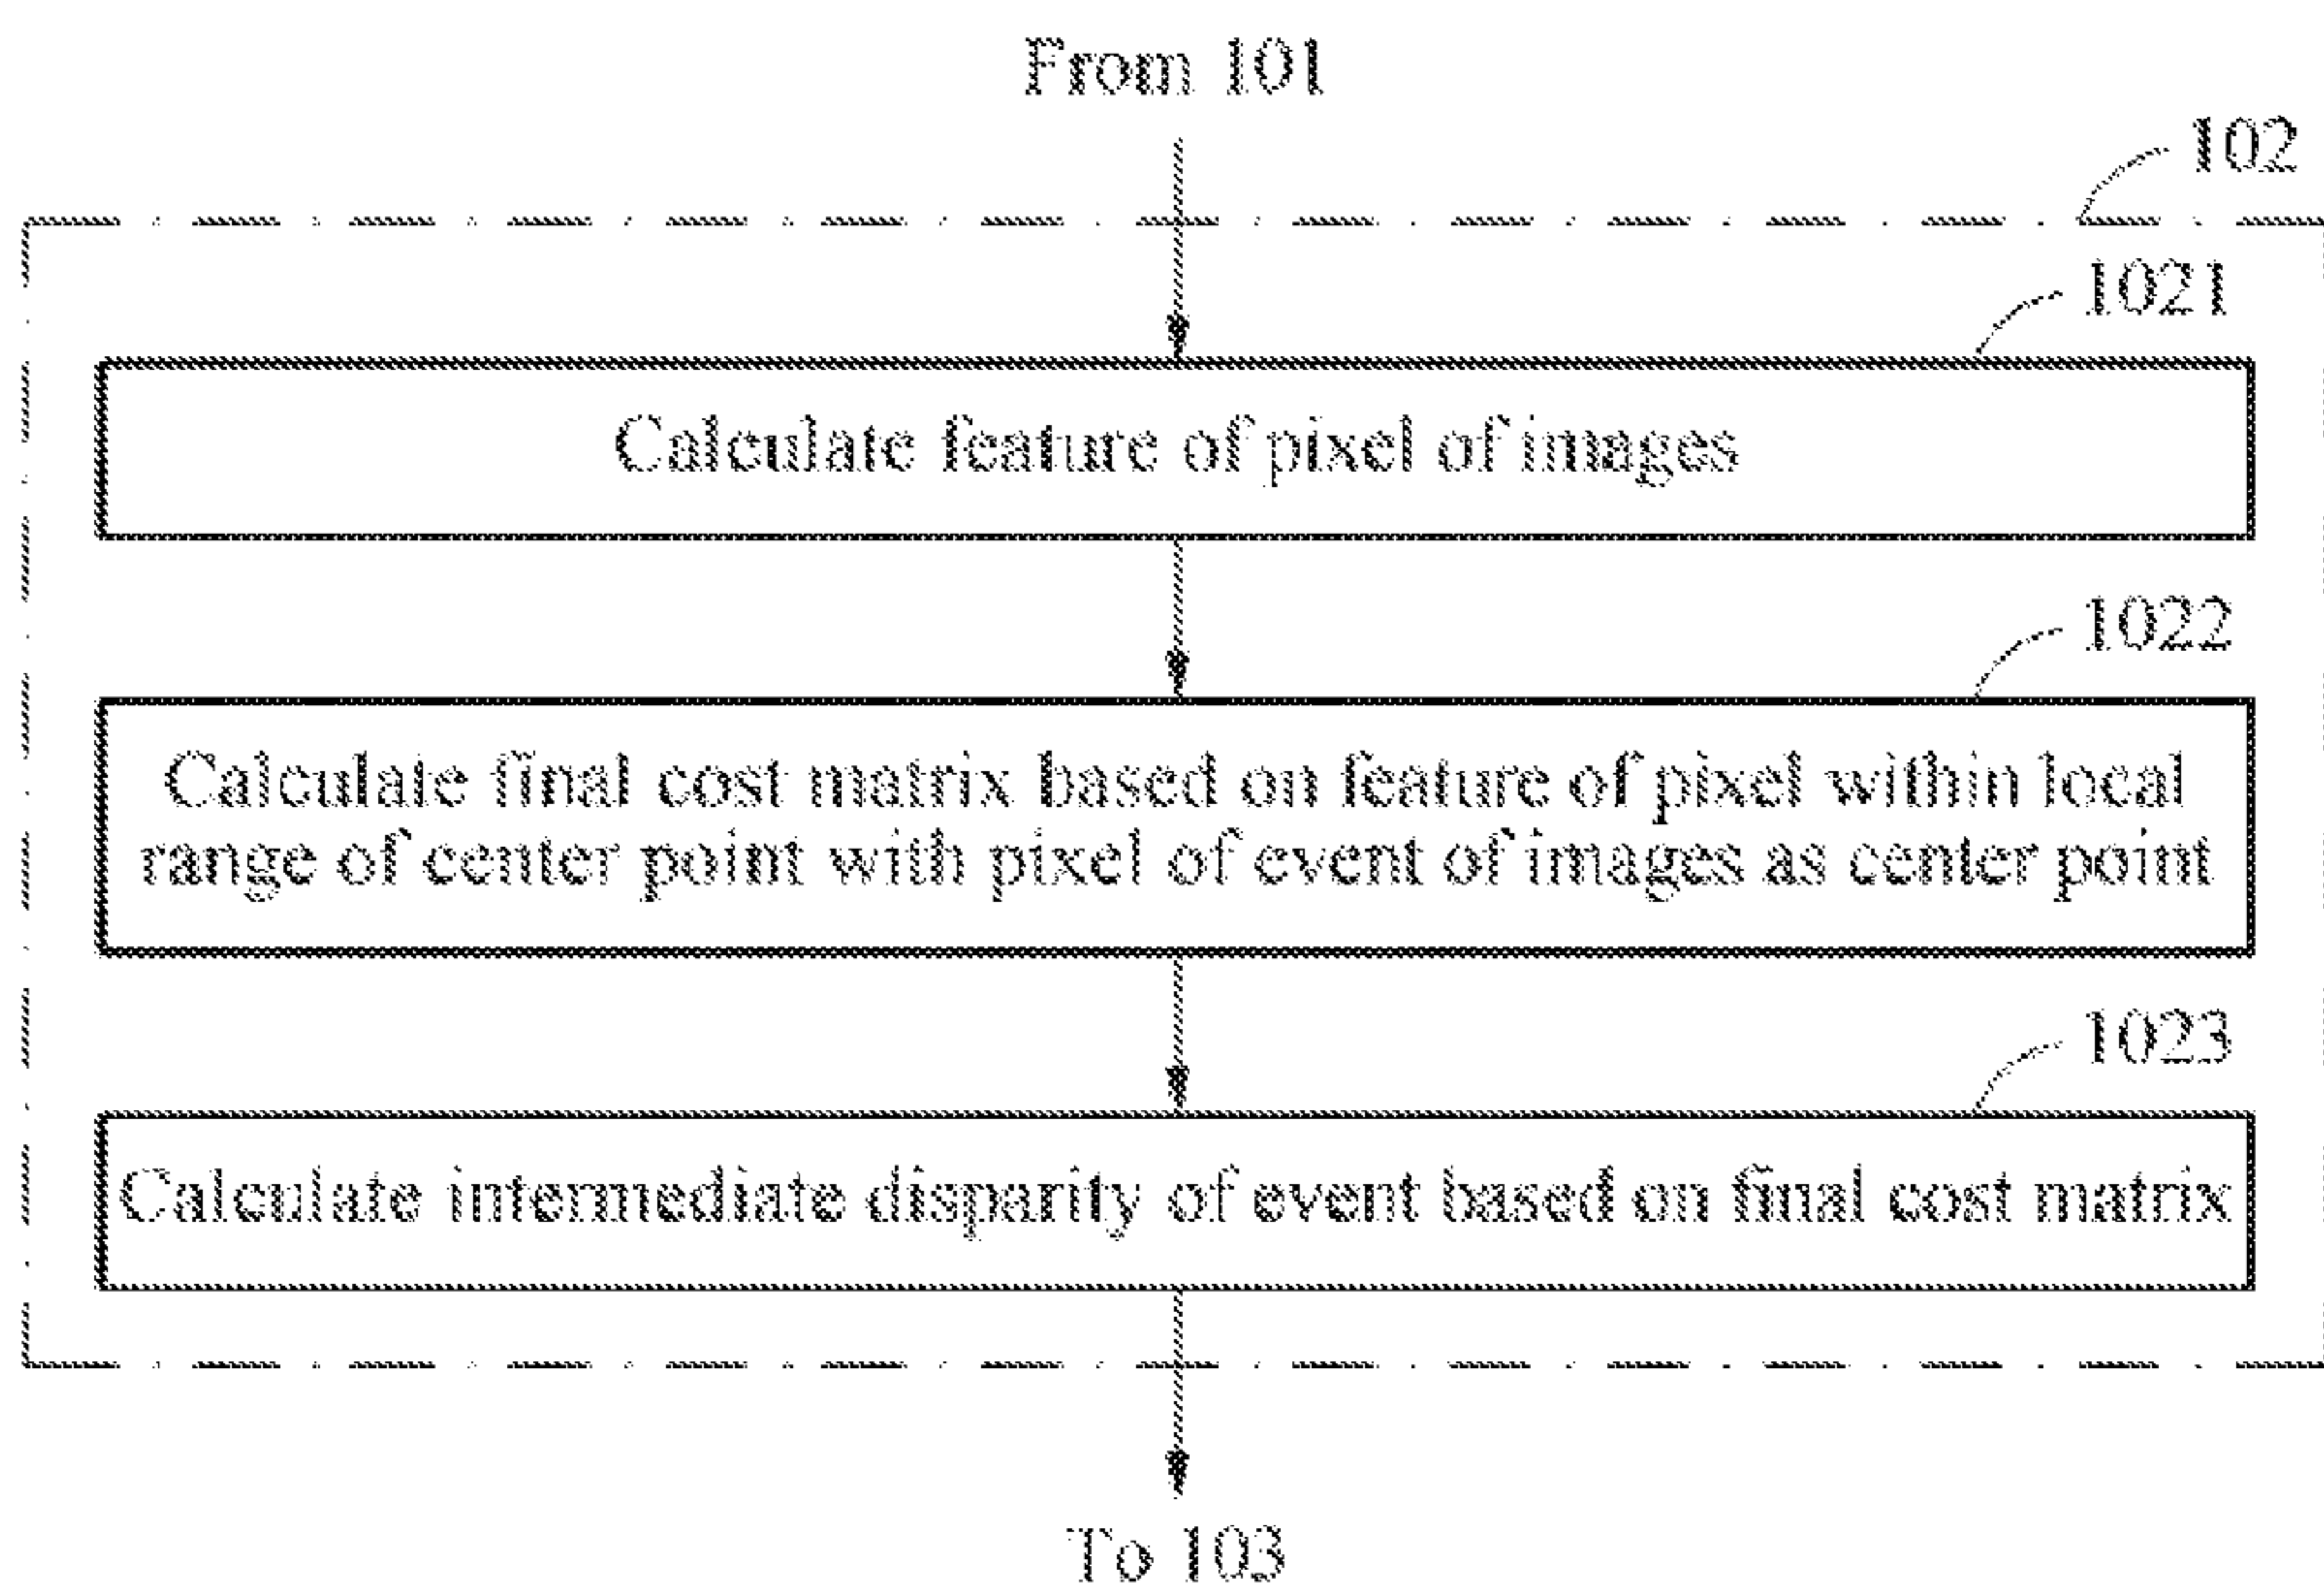 From 101
102
1021
Calculate feature of pixel of images
1022
Calculate final cost matrix based on feature of pixel within local
range of center point with pixel of event of images as center point
1023
Calculate intermediate disparity of event based on final cost matrix
To 103